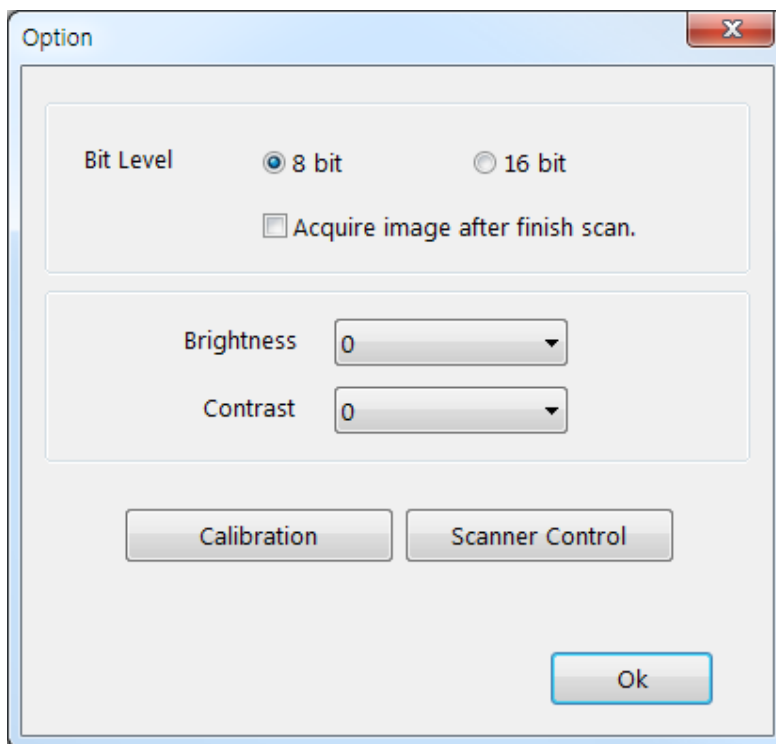 Option
Bit Level 8 bit 16 bit
Acquire image after finish scan.
Brightness 0
Contrast 0
Calibration Scanner Control
Ok